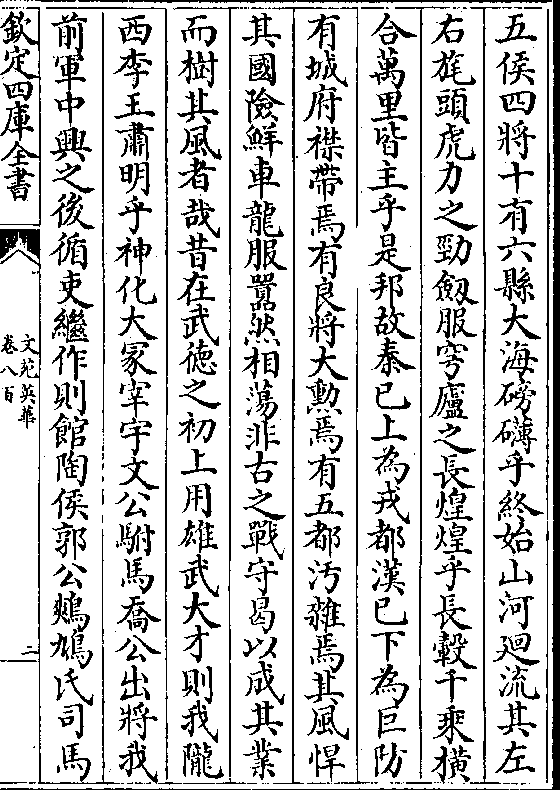 五侯四將十有六縣大海磅礴乎終始山河廻流其左
右旄頭虎力之勁劒服穹廬之長煌煌乎長轂千乘橫
合萬里皆主乎是邦故秦已上為戎都漢已下為巨防
有城府襟帶焉有良將大勲焉有五都汚雜焉其風悍
其國險鮮車龍服囂然相蕩非古之戰守曷以成其業
而樹其風者哉昔在武德之初上用雄武大才則我隴
西李王肅明乎神化大冢宰宇文公駙馬喬公出將我
前軍中興之後循吏繼作則館陶侯郭公鷞鳩氏司馬
欽定四庫全書
文苑英華
卷八百
二